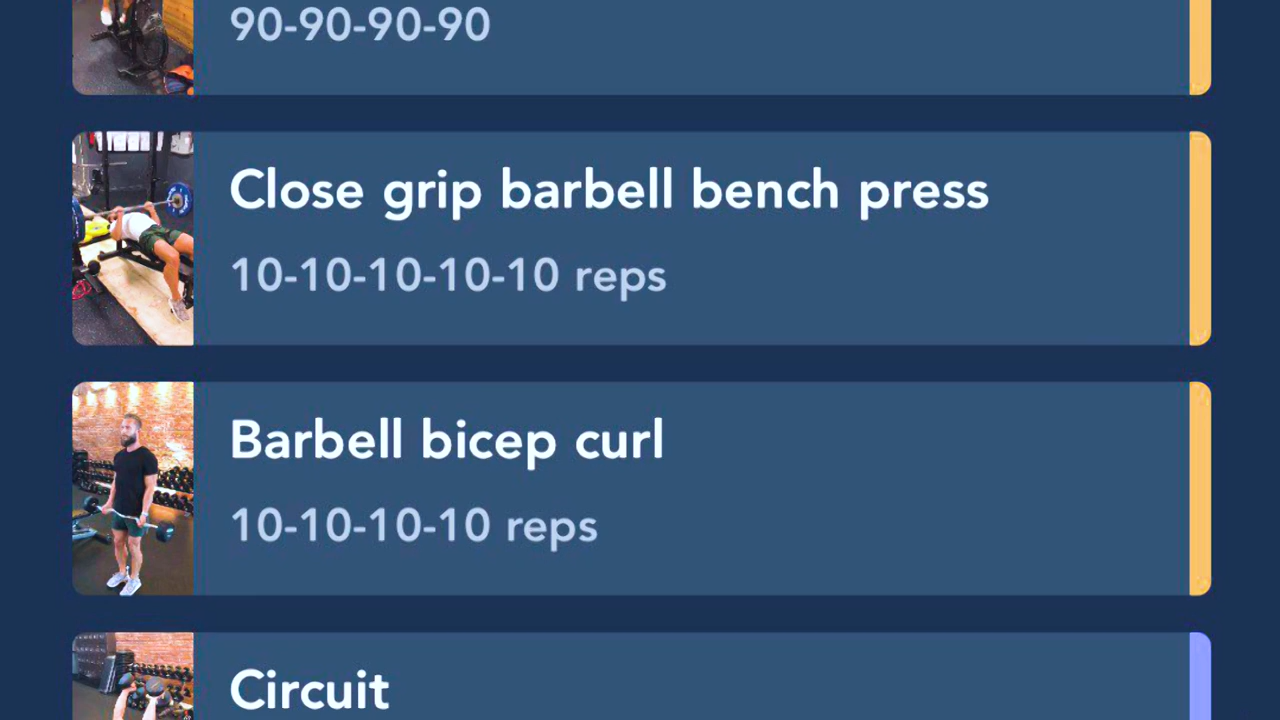 90-90-90-90
Close grip barbell bench press
10-10-10-10-10 reps
Barbell bicep curl
10-10-10-10 reps
Circuit